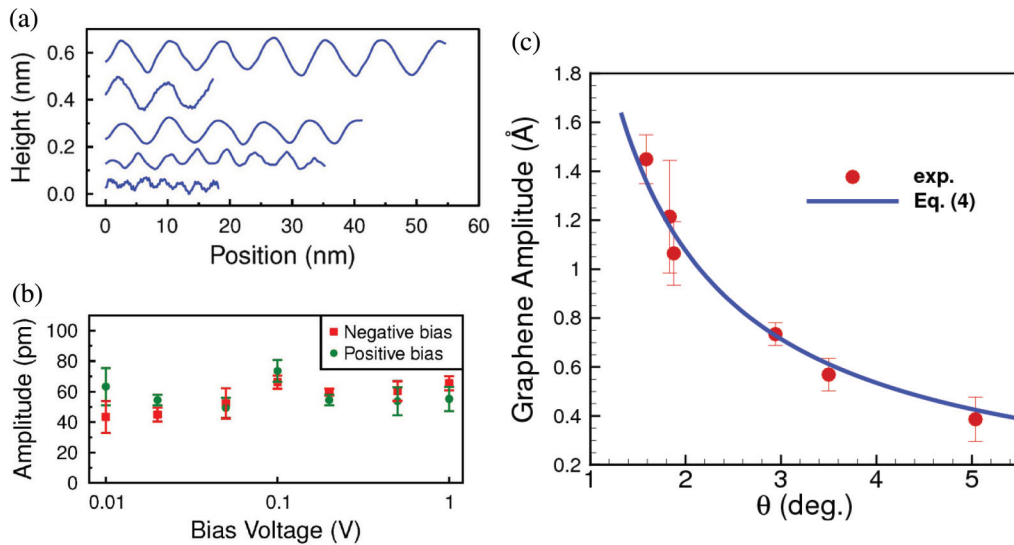 (a)
0.6
0.4
0.2
0.0
Height (nm)
0 10 20 30 40 50 60
Position (nm)
(b)
100
80
60
40
20
0
Amplitude (pm)
Negative bias
Positive bias
0.01 0.1 1
Bias Voltage (V)
(c)
1.8
1.6
1.4
1.2
1
0.8
0.6
0.4
0.2
Graphene Amplitude (Å)
exp.
Eq. (4)
1 2 3 4 5
θ (deg.)